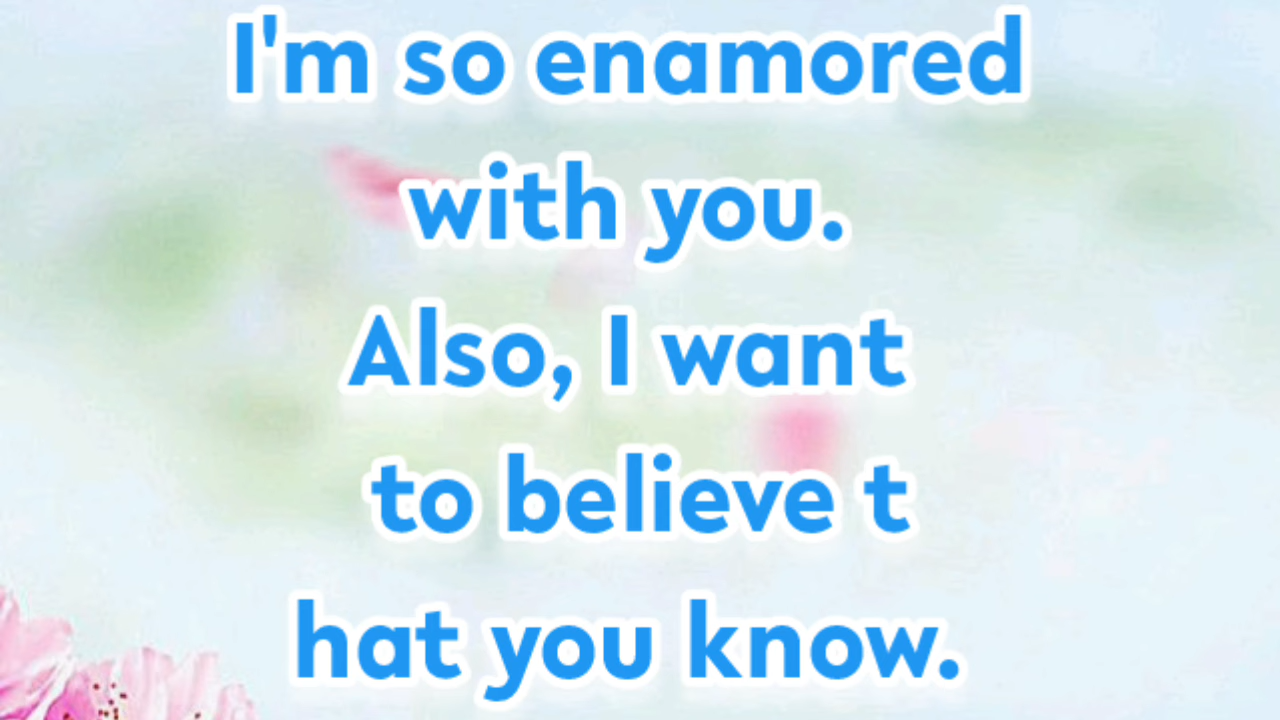 I'm so enamored
with you.
Also, I want
to believe t
hat you know.